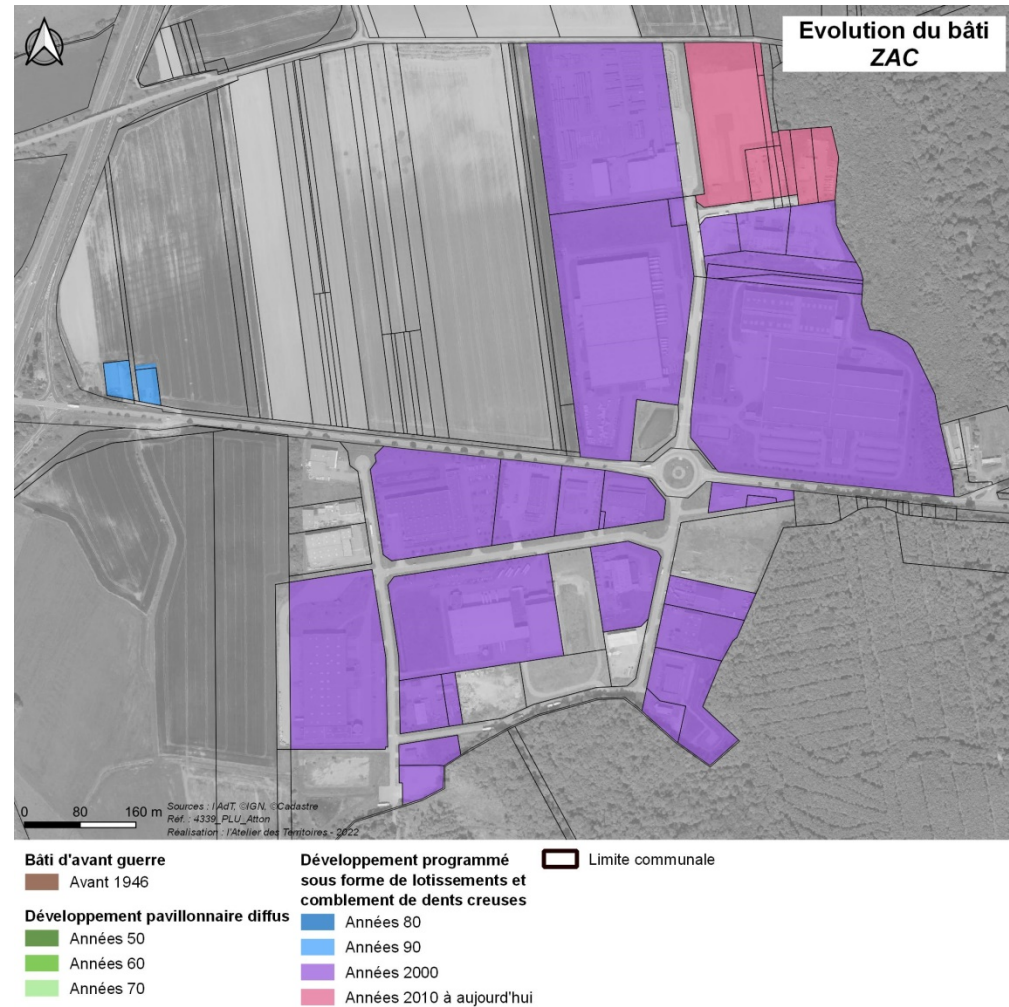 Evolution du bâti
ZAC
0 80 160 m
Sources : l'AdT, ©IGN, ©Cadastre
Réf. : 4339_PLU_Atton
Réalisation : l'Atelier des Territoires - 2022
Bâti d'avant guerre
Avant 1946
Développement pavillonnaire diffus
Années 50
Années 60
Années 70
Développement programmé
sous forme de lotissements et
comblement de dents creuses
Années 80
Années 90
Années 2000
Années 2010 à aujourd'hui
Limite communale